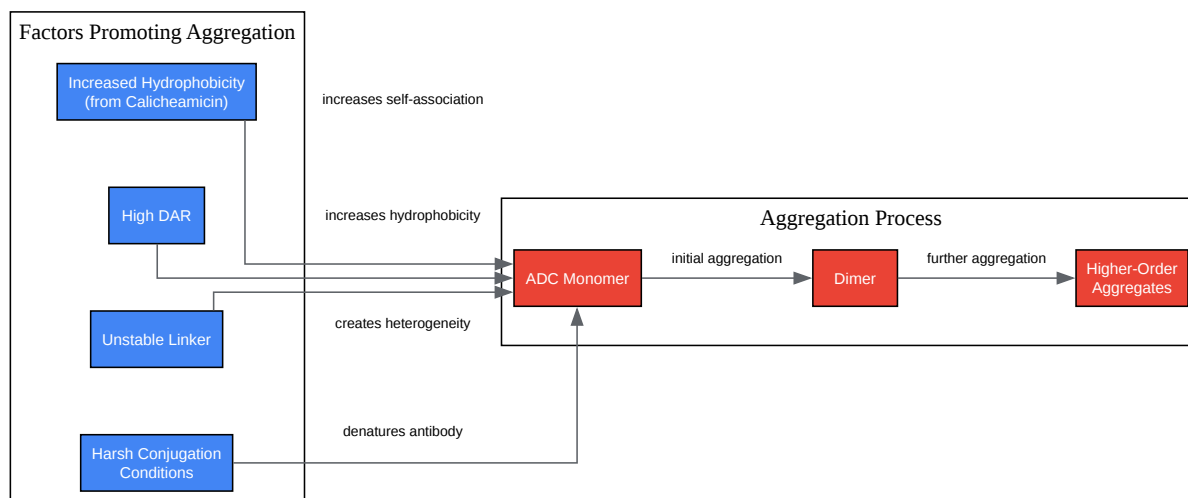 Factors Promoting Aggregation
Increased Hydrophobicity
(from Calicheamicin)
increases self-association
High DAR
increases hydrophobicity
Unstable Linker
creates heterogeneity
Harsh Conjugation
Conditions
denatures antibody
Aggregation Process
ADC Monomer
initial aggregation
Dimer
further aggregation
Higher-Order
Aggregates